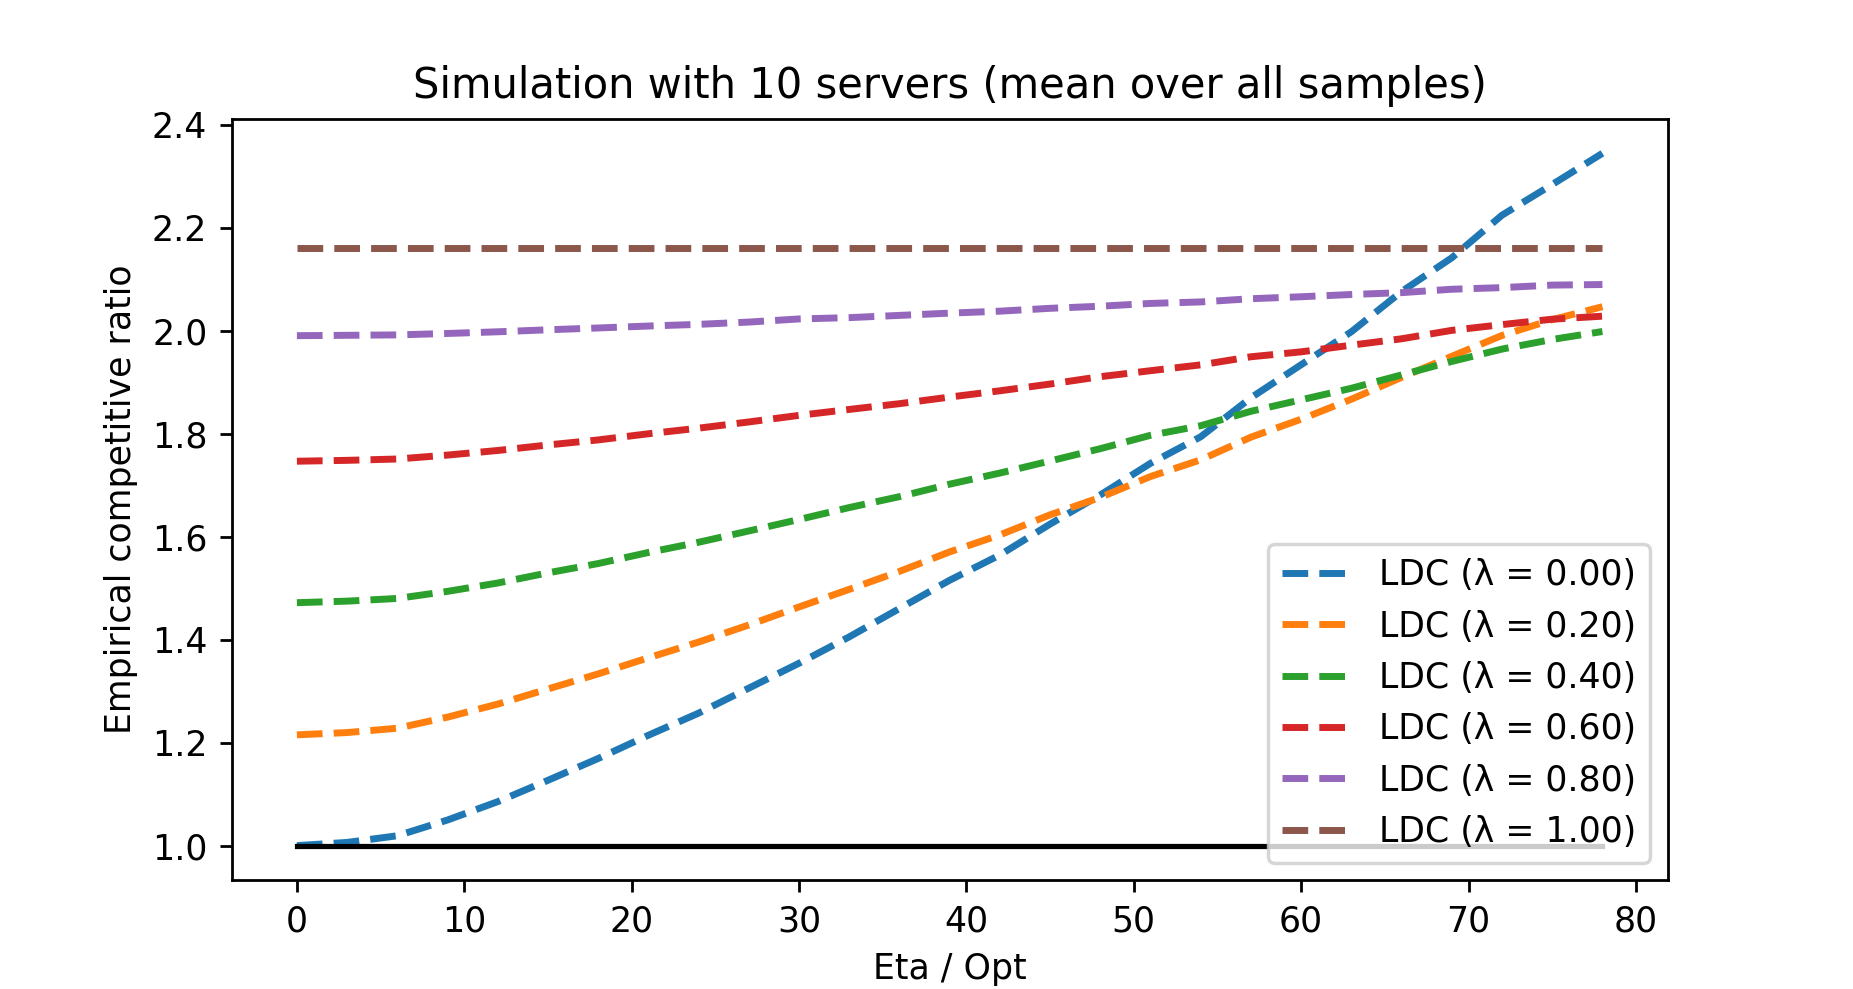 Simulation with 10 servers (mean over all samples)
2.4
2.2
2.0
1.8
1.6
1.4
1.2
1.0
Empirical competitive ratio
LDC (λ = 0.00)
LDC (λ = 0.20)
LDC (λ = 0.40)
LDC (λ = 0.60)
LDC (λ = 0.80)
LDC (λ = 1.00)
0 10 20 30 40 50 60 70 80
Eta / Opt